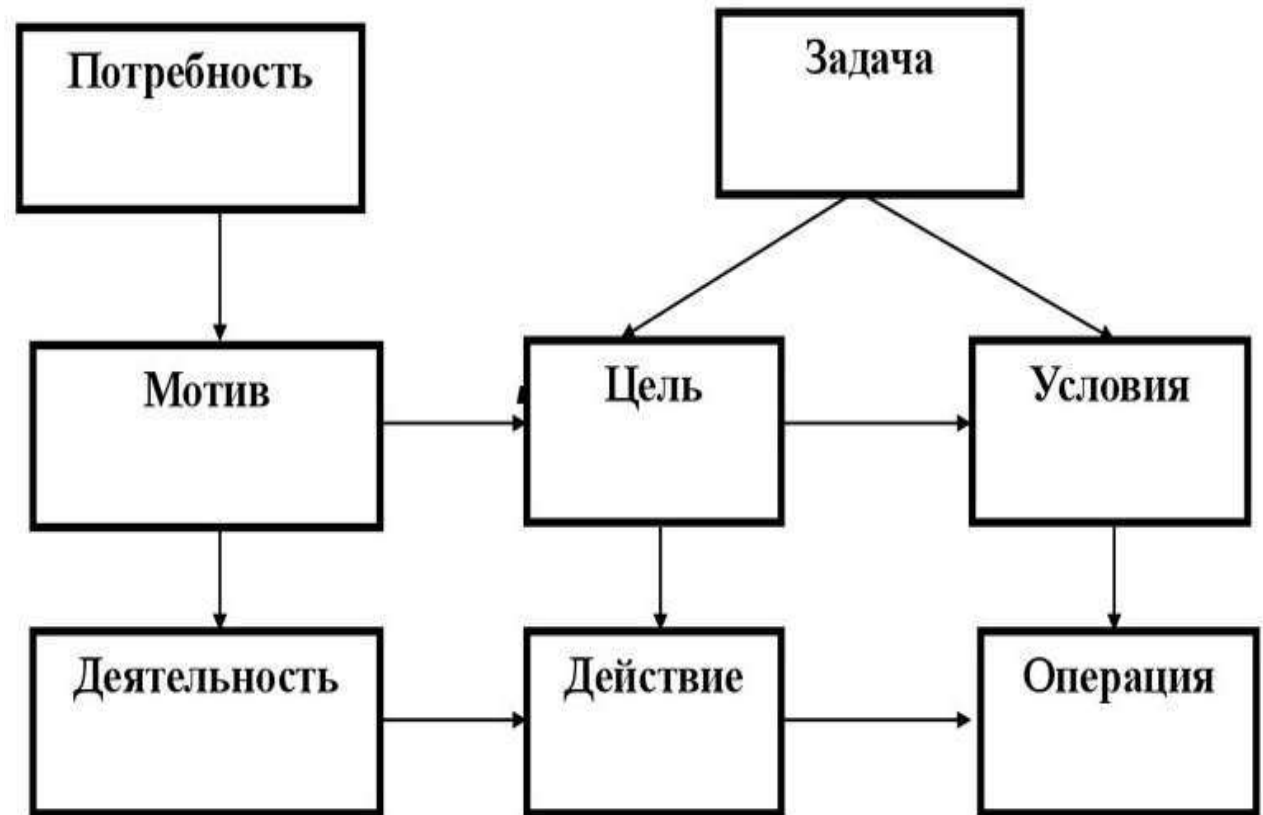 Потребность
Задача
Мотив
Цель
Условия
Деятельность
Действие
Операция